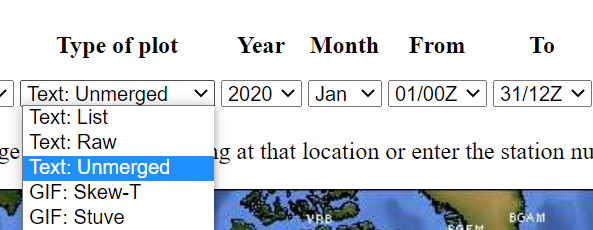 Type of plot Year Month From To
Text: Unmerged 2020 Jan 01/00Z 31/12Z
Text: List
Text: Raw
ge ng at that location or enter the station nu
Text: Unmerged
GIF: Skew-T
GIF: Stuve
VBB BGAM